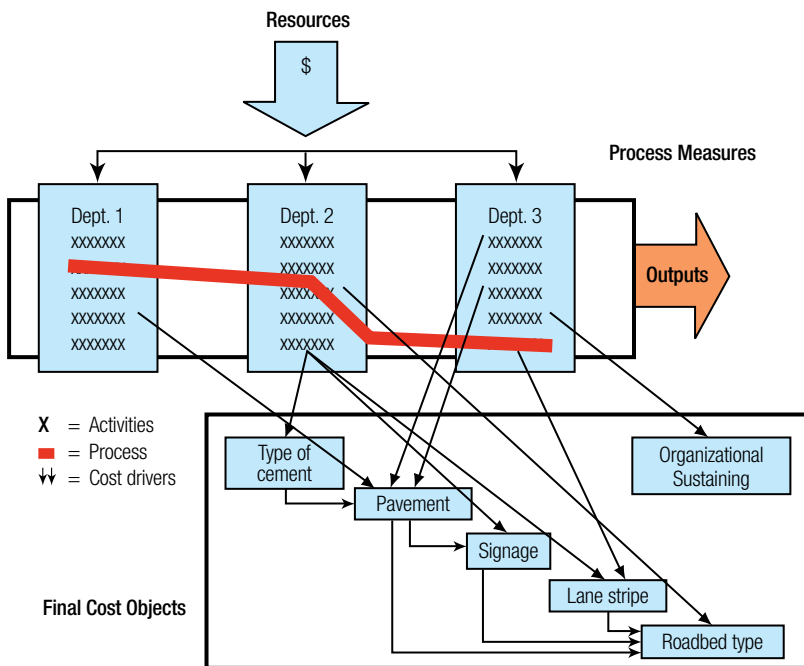 Resources
$
Process Measures
Dept. 1
XXXXXXX
XXXXXXX
XXXXXXX
XXXXXXX
Dept. 2
XXXXXXX
XXXXXXX
XXXXXXX
XXXXXXX
XXXXXXX
Dept. 3
XXXXXXX
XXXXXXX
XXXXXXX
XXXXXXX
Outputs
X = Activities
= Process
= Cost drivers
Type of
cement
Pavement
Signage
Lane stripe
Roadbed type
Organizational
Sustaining
Final Cost Objects